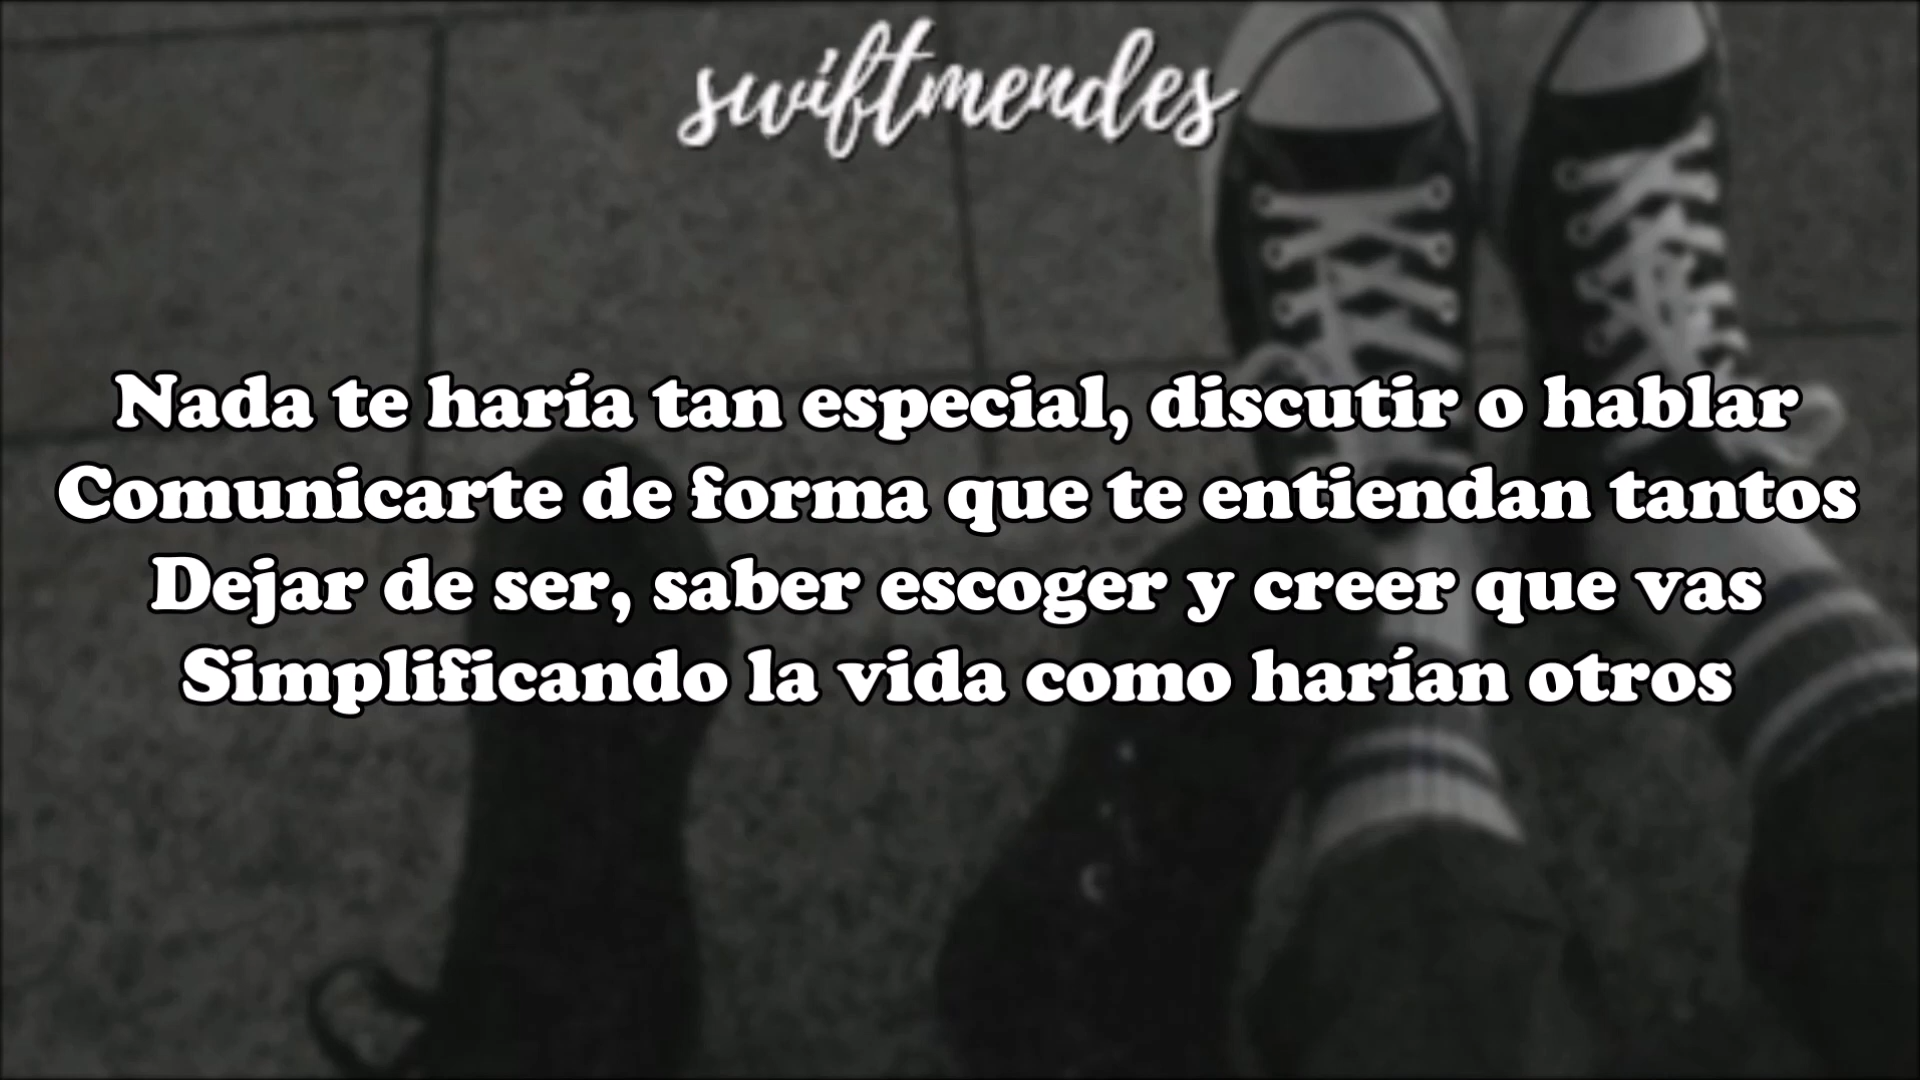 swiftmendes
Nada te haría tan especial, discutir o hablar
Comunicarte de forma que te entiendan tantos
Dejar de ser, saber escoger y creer que vas
Simplificando la vida como harían otros